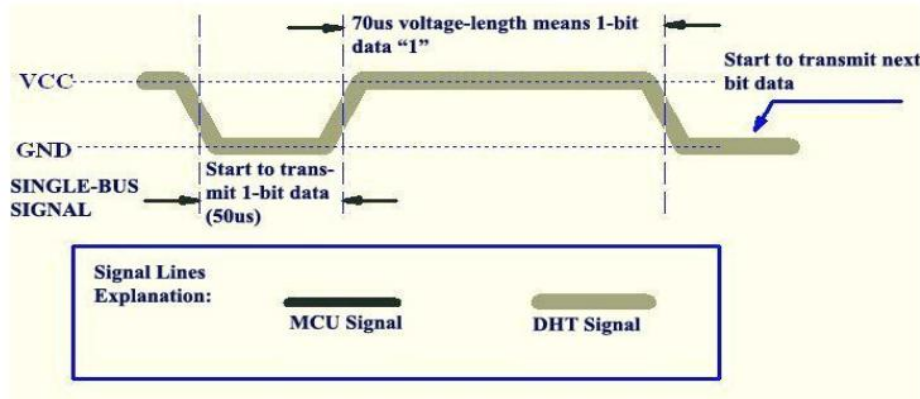 70us voltage-length means 1-bit
data “1”
Start to transmit next
bit data
VCC
GND
SINGLE-BUS
SIGNAL
Start to trans-
mit 1-bit data
(50us)
Signal Lines
Explanation:
MCU Signal
DHT Signal